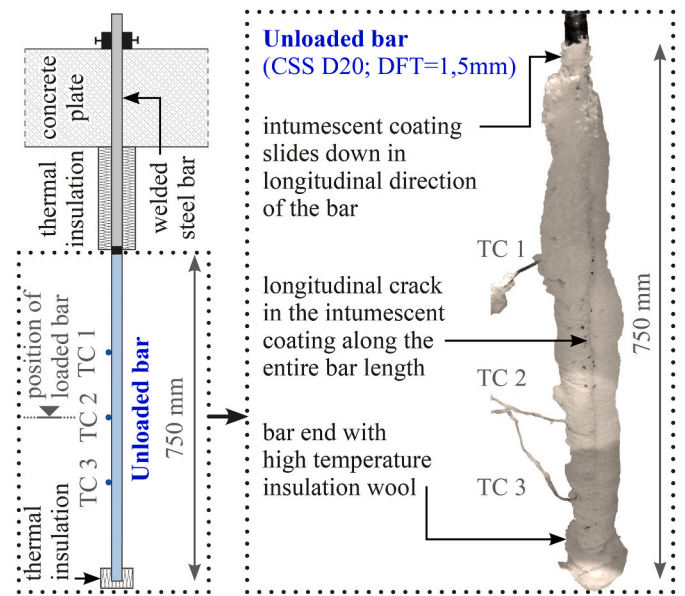 concrete
plate
thermal
insulation
welded
steel bar
position of
loaded bar
TC 1
TC 2
TC 3
Unloaded bar
750 mm
thermal
insulation
Unloaded bar
(CSS D20; DFT=1,5mm)
intumescent coating
slides down in
longitudinal direction
of the bar
TC 1
longitudinal crack
in the intumescent
coating along the
entire bar length
TC 2
bar end with
high temperature
insulation wool
TC 3
750 mm